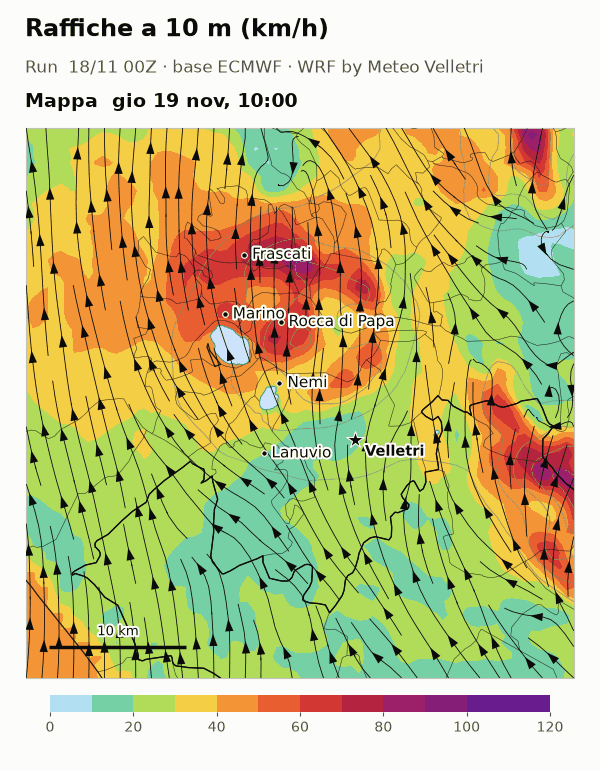 Raffiche a 10 m (km/h)
Run  18/11 00Z · base ECMWF · WRF by Meteo Velletri
Mappa  gio 19 nov, 10:00
Frascati
Marino
Rocca di Papa
Nemi
Velletri
Lanuvio
10 km
0 20 40 60 80 100 120